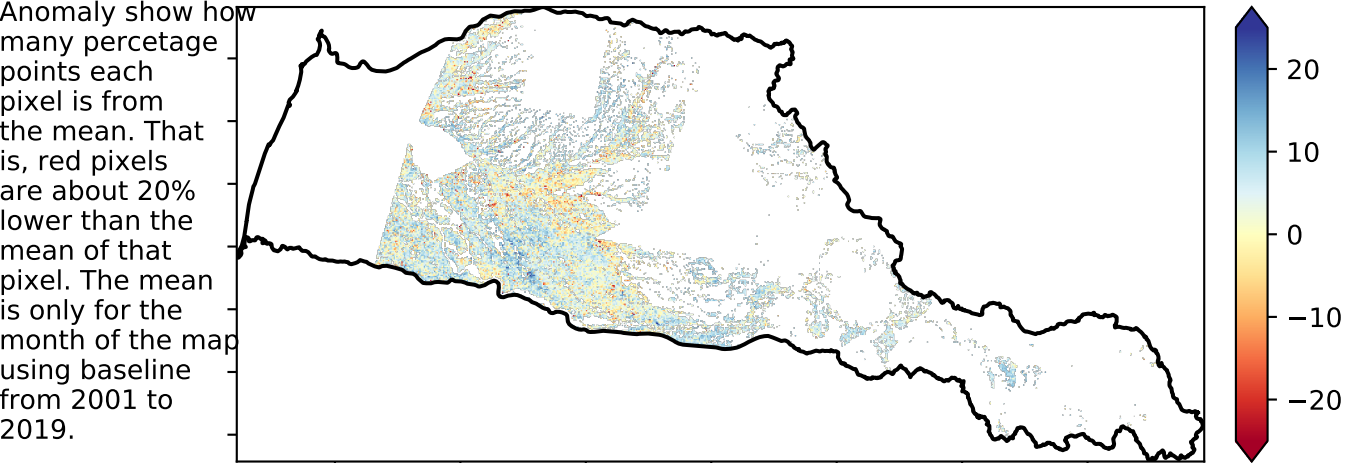 Anomaly show how
many percetage
points each
pixel is from
the mean. That
is, red pixels
are about 20%
lower than the
mean of that
pixel. The mean
is only for the
month of the map
using baseline
from 2001 to
2019.
20
10
0
−10
−20